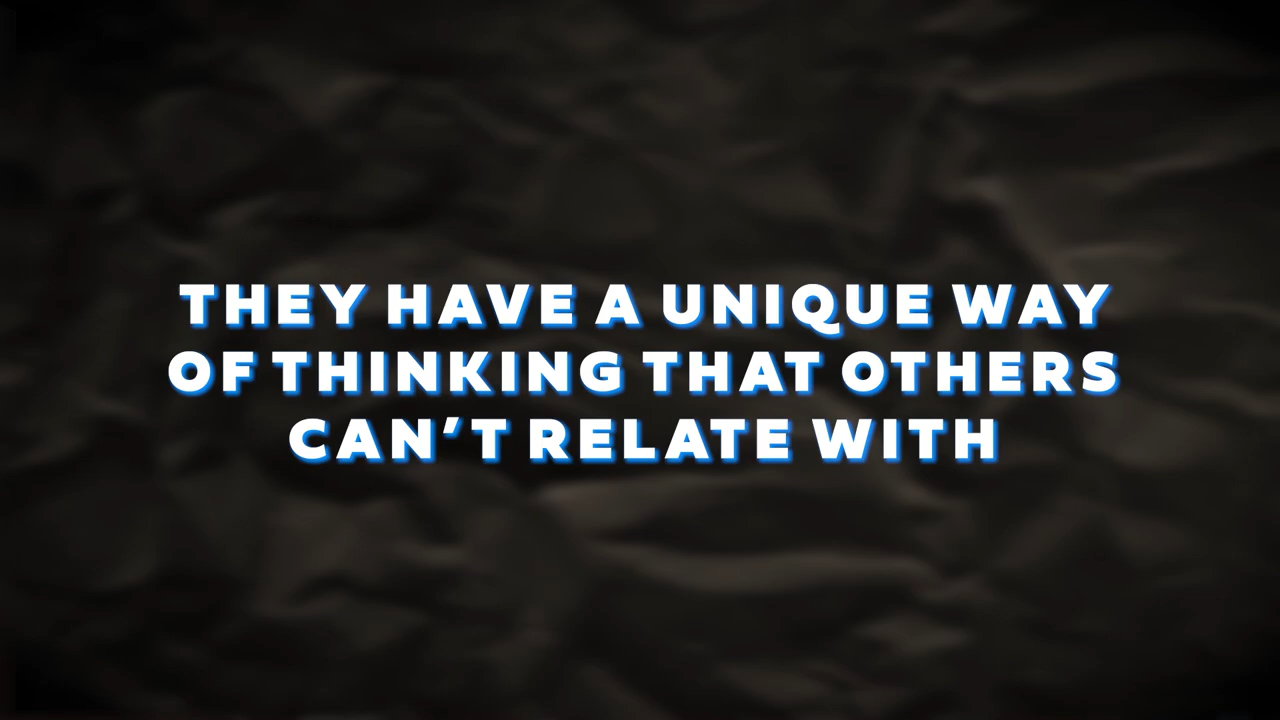 THEY HAVE A UNIQUE WAY
OF THINKING THAT OTHERS
CAN'T RELATE WITH